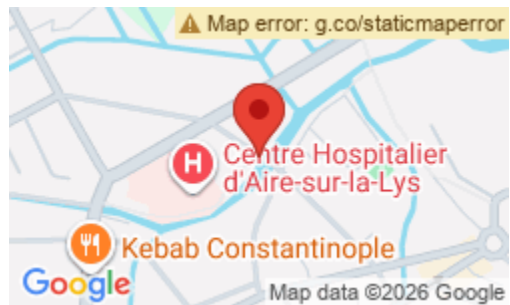 Map error: g.co/staticmaperror
H
Centre Hospitalier
d'Aire-sur-la-Lys
Kebab Constantinople
Google
Map data ©2026 Google